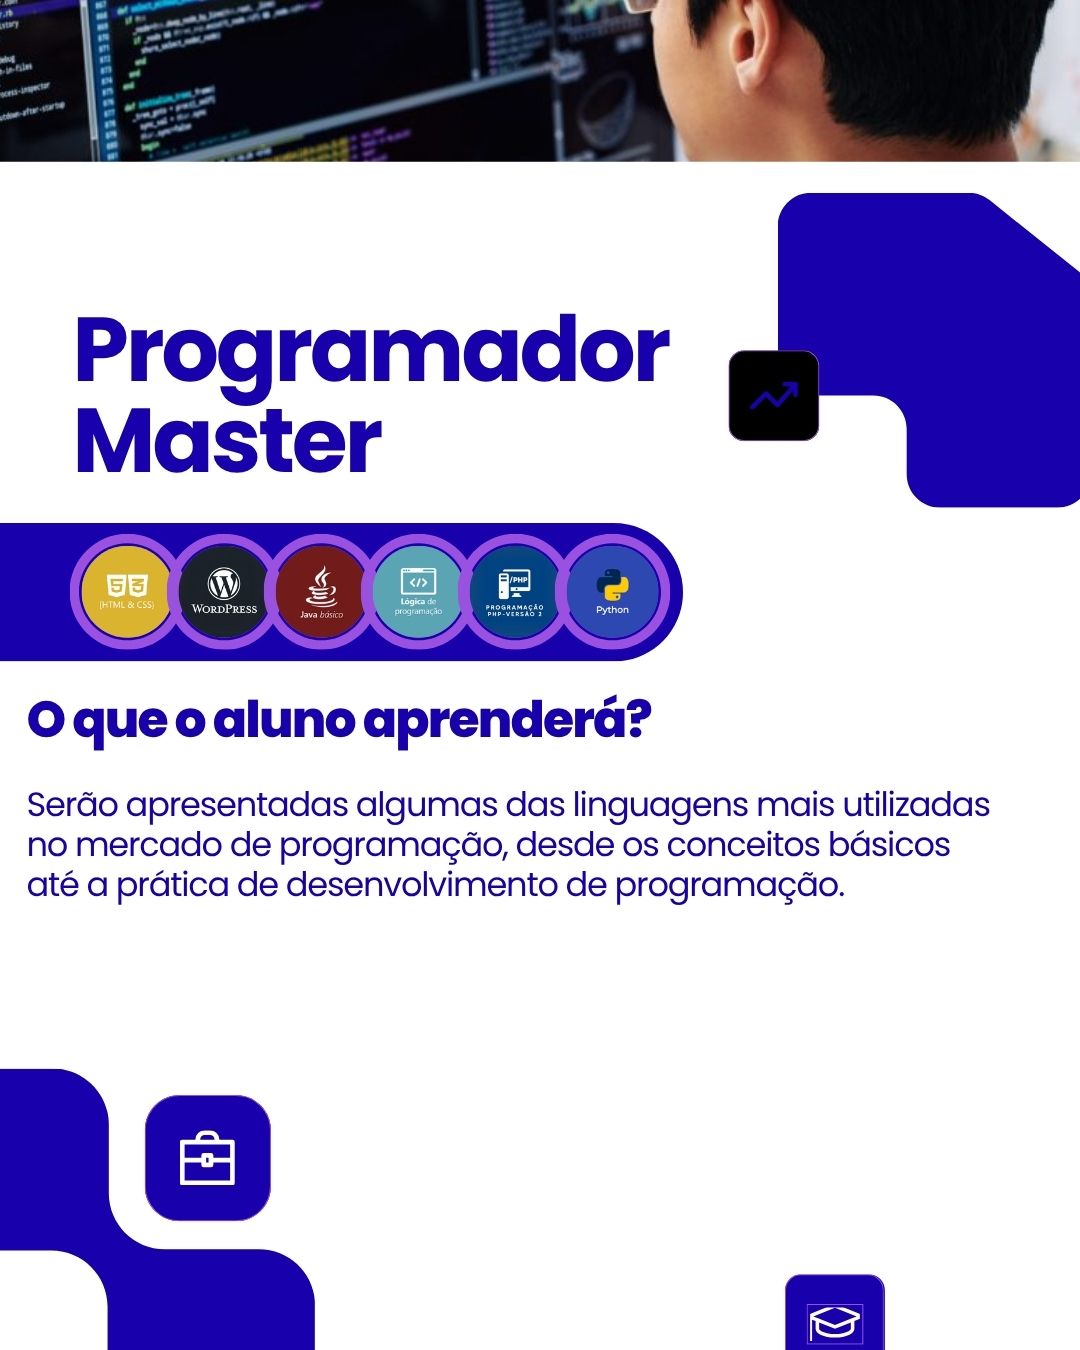 Programador
Master
5 3
[HTML & CSS]
WORDPRESS
Java básico
</>
Lógica de
programação
/PHP
PROGRAMAÇÃO
PHP-VERSÃO 2
Python
O que o aluno aprenderá?
Serão apresentadas algumas das linguagens mais utilizadas
no mercado de programação, desde os conceitos básicos
até a prática de desenvolvimento de programação.